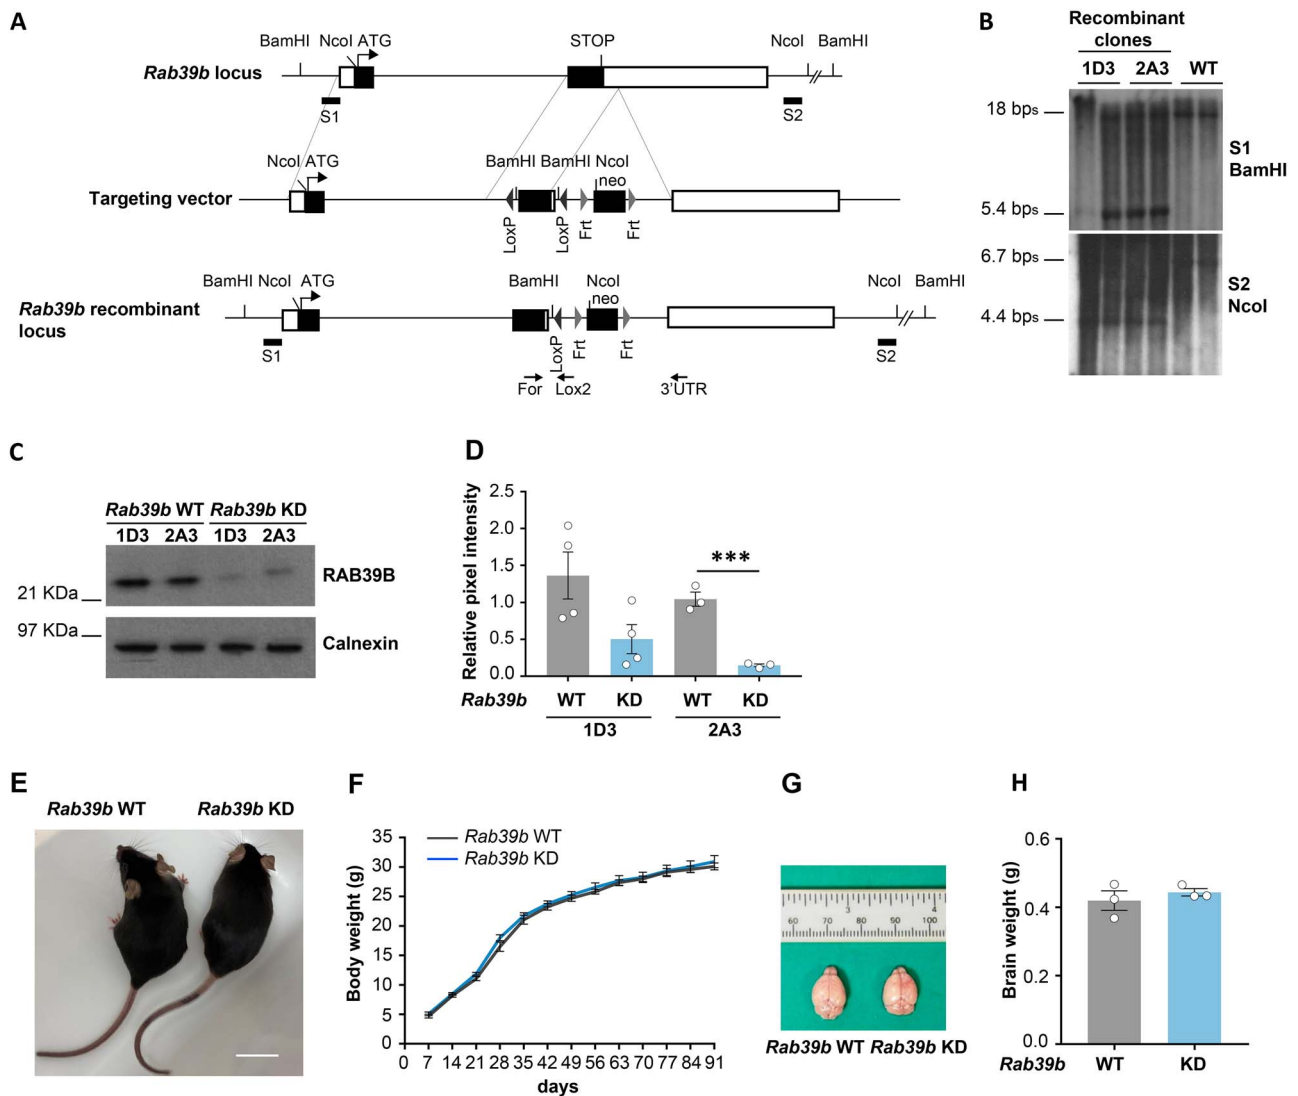 A
BamHI NcoI ATG STOP NcoI BamHI
Rab39b locus
S1 S2
NcoI ATG BamHI BamHI NcoI
neo
Targeting vector
LoxP LoxP Frt Frt
BamHI NcoI ATG BamHI NcoI NcoI BamHI
neo
Rab39b recombinant
locus
S1 LoxP Frt Frt S2
For Lox2 3'UTR
B
Recombinant
clones
1D3 2A3 WT
18 bps
S1
BamHI
5.4 bps
6.7 bps
S2
NcoI
4.4 bps
C
Rab39b WT Rab39b KD
1D3 2A3 1D3 2A3
RAB39B
21 KDa
97 KDa
Calnexin
D
Relative pixel intensity
2.5
2.0
1.5
1.0
0.5
0.0
***
Rab39b WT KD WT KD
1D3 2A3
E
Rab39b WT Rab39b KD
F
Rab39b WT
Rab39b KD
Body weight (g)
35
30
25
20
15
10
5
0
0 7 14 21 28 35 42 49 56 63 70 77 84 91
days
G
3 4
60 70 80 90 100
Rab39b WT Rab39b KD
H
Brain weight (g)
0.6
0.4
0.2
0.0
Rab39b WT KD